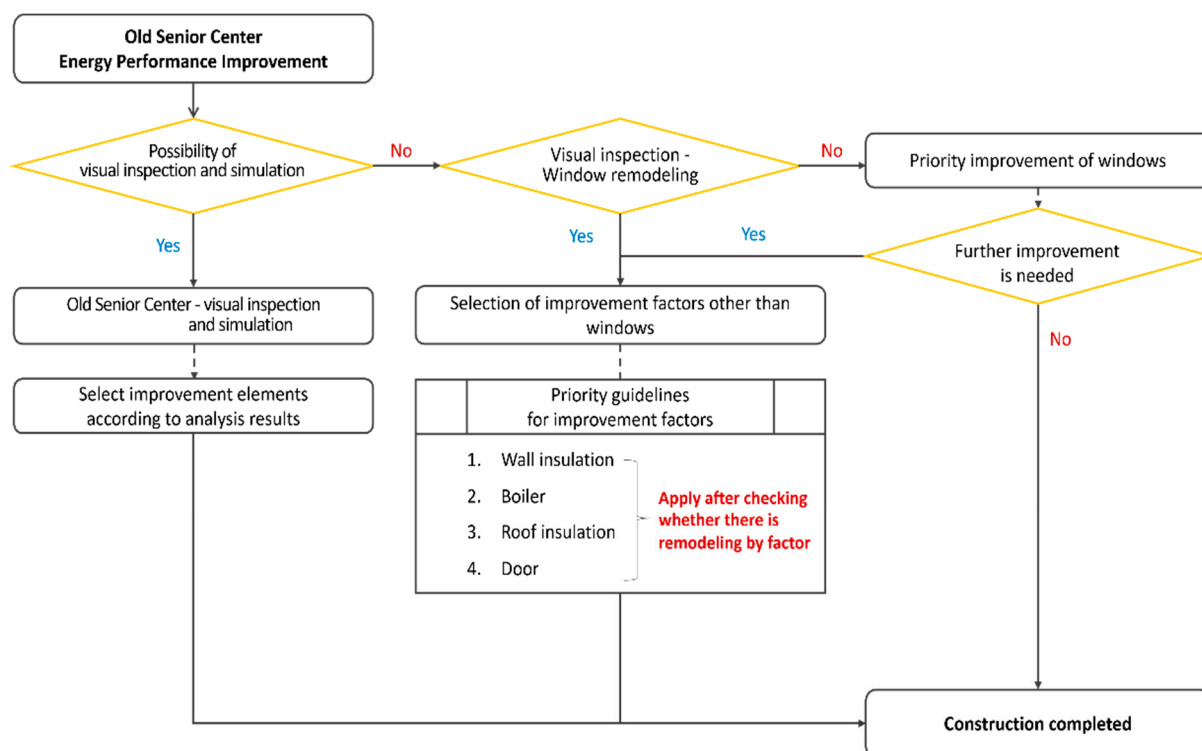 Old Senior Center
Energy Performance Improvement
Possibility of
visual inspection and simulation
No
Visual inspection -
Window remodeling
No
Priority improvement of windows
Yes
Yes
Yes
Further improvement
is needed
Old Senior Center - visual inspection
and simulation
Selection of improvement factors other than
windows
No
Select improvement elements
according to analysis results
Priority guidelines
for improvement factors
1. Wall insulation
2. Boiler
3. Roof insulation
4. Door
Apply after checking
whether there is
remodeling by factor
Construction completed